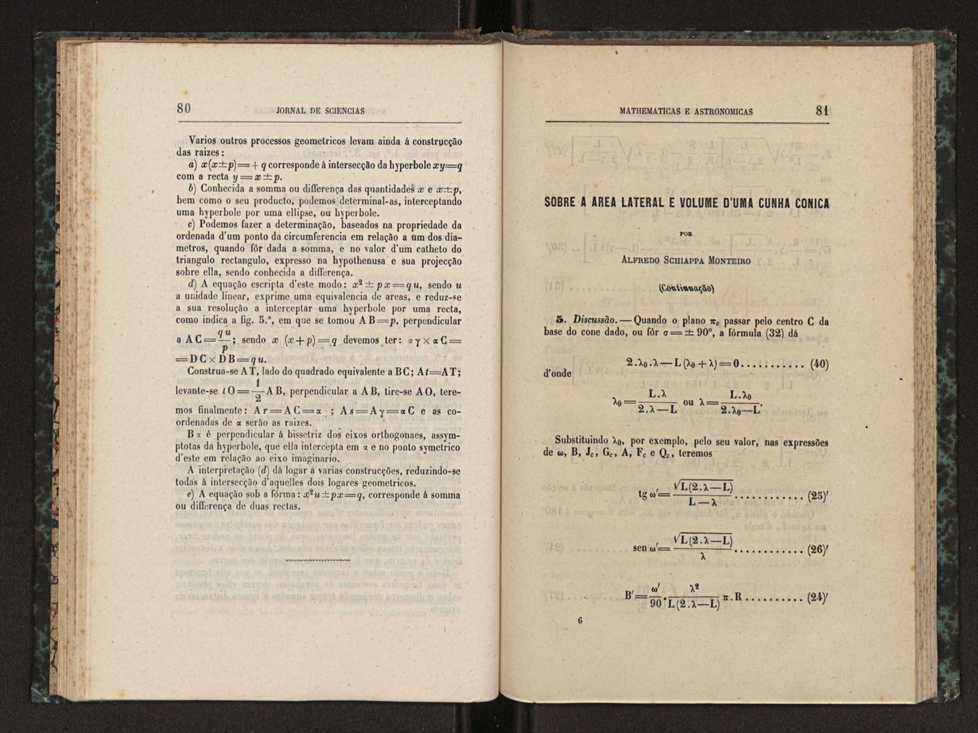 80 JORNAL DE SCIENCIAS
Varios outros processos geometricos levam ainda á construcção
das raizes:
a) x(x±p)=+q corresponde à intersecção da hyperbole xy=q
com a recta y=x±p.
b) Conhecida a somma ou differença das quantidades x e x±p,
bem como o seu producto, podemos determinal-as, interceptando
uma hyperbole por uma ellipse, ou hyperbole.
c) Podemos fazer a determinação, baseados na propriedade da
ordenada d'um ponto da circumferencia em relação a um dos dia-
metros, quando fôr dada a somma, e no valor d'um catheto do
triangulo rectangulo, expresso na hypothenusa e sua projecção
sobre ella, sendo conhecida a differença.
d) A equação escripta d'este modo: x²±px=qu, sendo u
a unidade linear, exprime uma equivalencia de areas, e reduz-se
a sua resolução a interceptar uma hyperbole por uma recta,
como indica a fig. 5.ª, em que se tomou AB=p, perpendicular
a AC=qu/p; sendo x (x+p)=q devemos ter: αγ×αC=
=DC×DB=qu.
Construa-se AT, lado do quadrado equivalente a BC; At=AT;
levante-se tO=1/2 AB, perpendicular a AB, tire-se AO, tere-
mos finalmente: Ar=AC=α ; As=Aγ=αC e as co-
ordenadas de α serão as raizes.
Bα é perpendicular á bissetriz dos eixos orthogonaes, assym-
ptotas da hyperbole, que ella intercepta em α e no ponto symetrico
d'este em relação ao eixo imaginario.
A interpretação (d) dá logar a varias construcções, reduzindo-se
todas á intersecção d'aquelles dois logares geometricos.
e) A equação sob a fórma: x²u±px=q, corresponde á somma
ou differença de duas rectas.
MATHEMATICAS E ASTRONOMICAS 81
SOBRE A AREA LATERAL E VOLUME D'UMA CUNHA CONICA
POR
ALFREDO SCHIAPPA MONTEIRO
(Continuação)
5. Discussão.—Quando o plano πc passar pelo centro C da
base do cone dado, ou fôr σ=±90°, a fórmula (32) dá
2.λ0.λ—L(λ0+λ)=0........... (40)
d'onde
λ0=L.λ/2.λ—L ou λ=L.λ0/2.λ0—L.
Substituindo λ0, por exemplo, pelo seu valor, nas expressões
de ω, B, Jc, Gc, A, Fc e Qc, teremos
tg ω'=√L(2.λ—L)/L—λ............ (25)'
sen ω'=√L(2.λ—L)/λ............ (26)'
B'=ω'/90.λ²/L(2.λ—L) π.R.......... (24)'
6